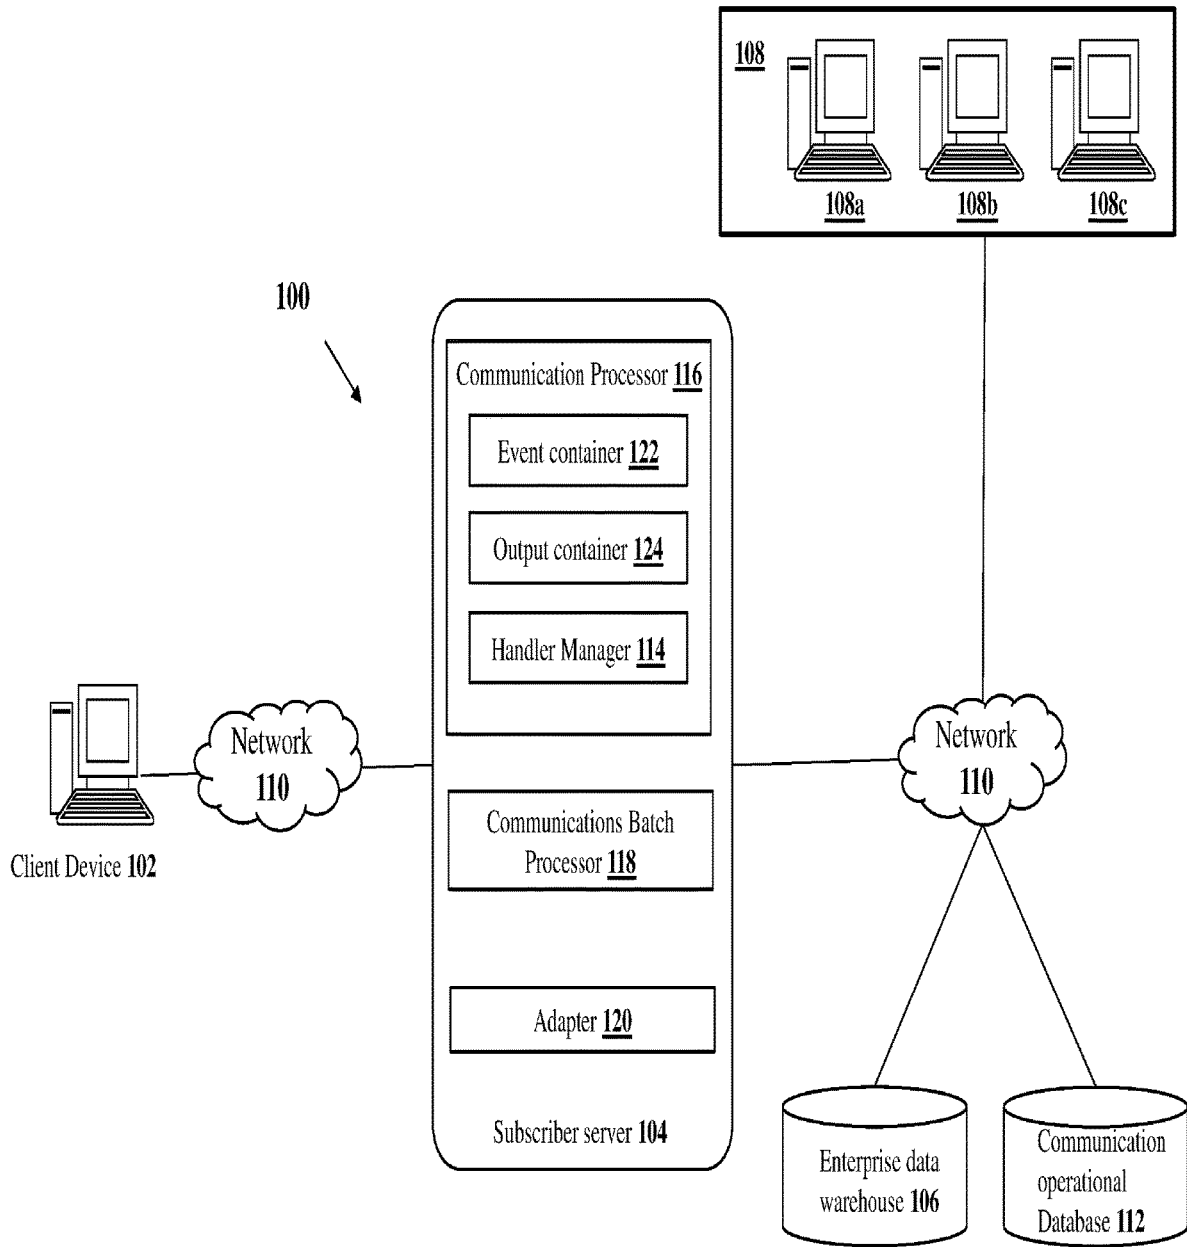 108
108a
108b
108c
100
Communication Processor 116
Event container 122
Output container 124
Handler Manager 114
Network
110
Network
110
Communications Batch
Processor 118
Client Device 102
Adapter 120
Subscriber server 104
Enterprise data
warehouse 106
Communication
operational
Database 112